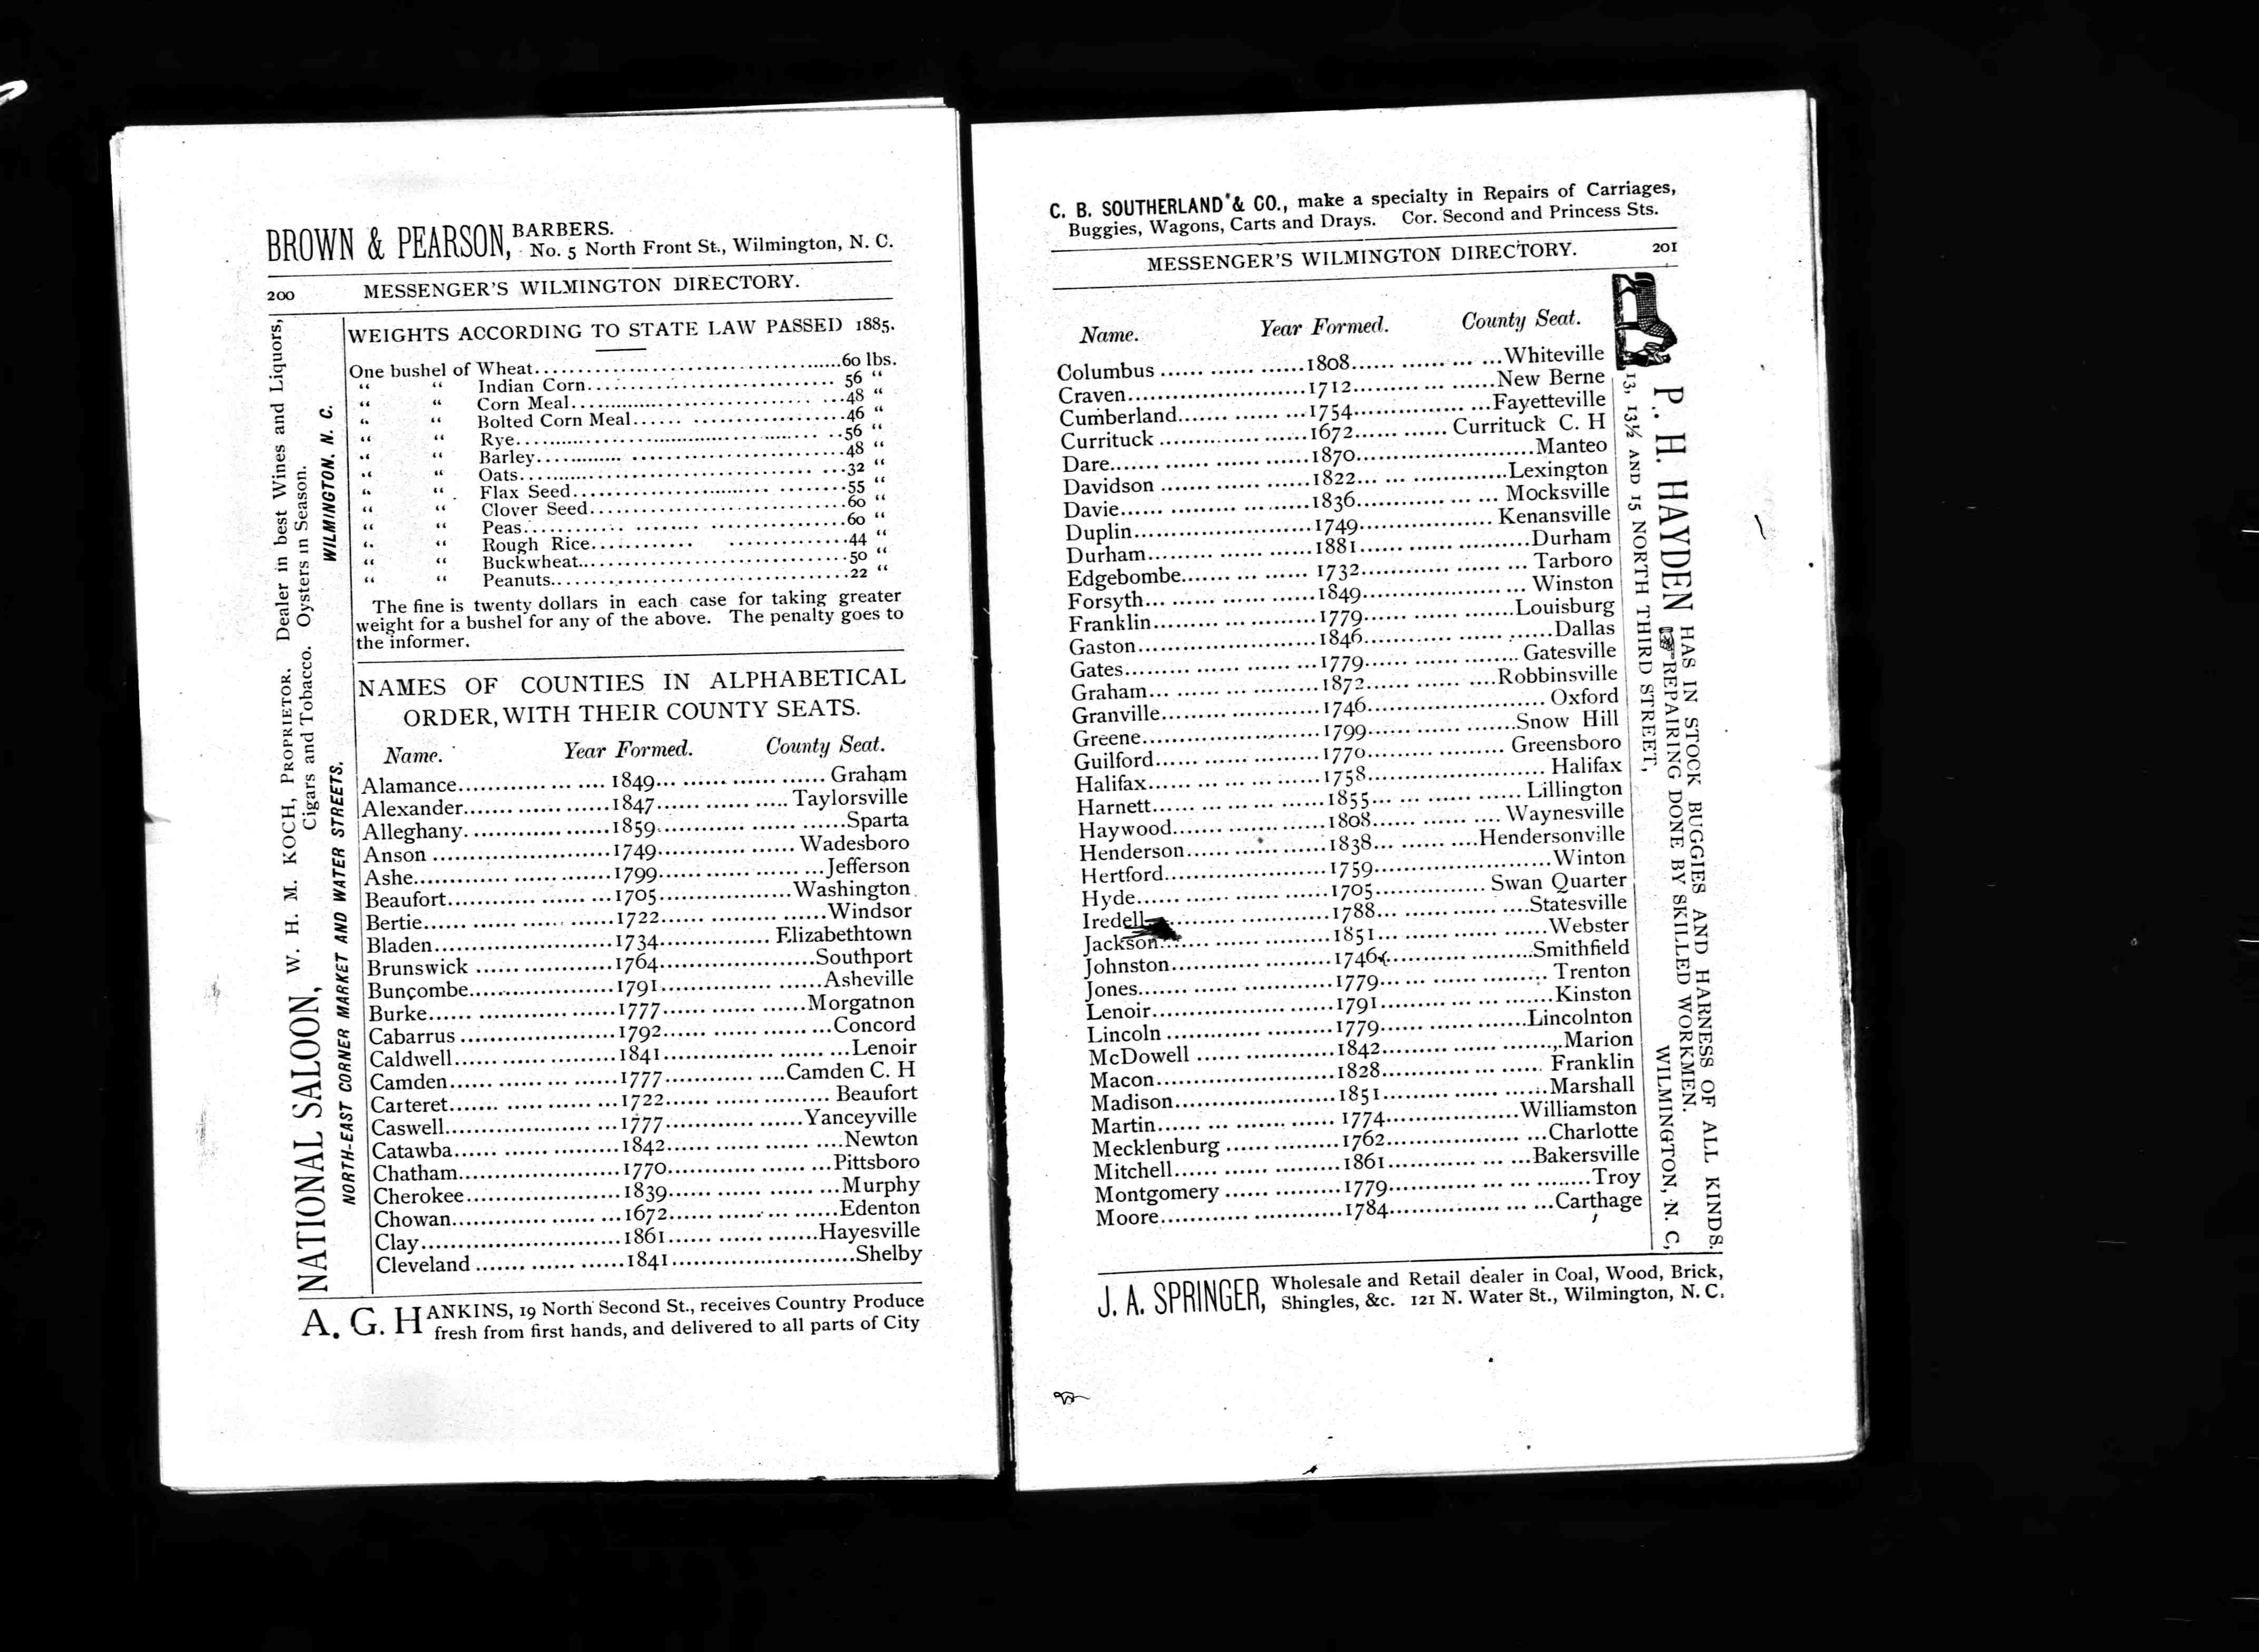 BROWN & PEARSON, BARBERS.
No. 5 North Front St., Wilmington, N. C.
200 MESSENGER'S WILMINGTON DIRECTORY.
NATIONAL SALOON, W. H. M. KOCH, PROPRIETOR. Dealer in best Wines and Liquors,
Cigars and Tobacco. Oysters in Season.
NORTH-EAST CORNER MARKET AND WATER STREETS. WILMINGTON. N. C.
WEIGHTS ACCORDING TO STATE LAW PASSED 1885.
One bushel of Wheat........60 lbs.
“ “ Indian Corn........56 “
“ “ Corn Meal........48 “
“ “ Bolted Corn Meal........46 “
“ “ Rye........56 “
“ “ Barley........48 “
“ “ Oats........32 “
“ “ Flax Seed........55 “
“ “ Clover Seed........60 “
“ “ Peas........60 “
“ “ Rough Rice........44 “
“ “ Buckwheat........50 “
“ “ Peanuts........22 “
The fine is twenty dollars in each case for taking greater
weight for a bushel for any of the above. The penalty goes to
the informer.
NAMES OF COUNTIES IN ALPHABETICAL
ORDER, WITH THEIR COUNTY SEATS.
Name. Year Formed. County Seat.
Alamance........1849........Graham
Alexander........1847........Taylorsville
Alleghany........1859........Sparta
Anson........1749........Wadesboro
Ashe........1799........Jefferson
Beaufort........1705........Washington
Bertie........1722........Windsor
Bladen........1734........Elizabethtown
Brunswick........1764........Southport
Buncombe........1791........Asheville
Burke........1777........Morgatnon
Cabarrus........1792........Concord
Caldwell........1841........Lenoir
Camden........1777........Camden C. H
Carteret........1722........Beaufort
Caswell........1777........Yanceyville
Catawba........1842........Newton
Chatham........1770........Pittsboro
Cherokee........1839........Murphy
Chowan........1672........Edenton
Clay........1861........Hayesville
Cleveland........1841........Shelby
A. G. HANKINS, 19 North Second St., receives Country Produce
fresh from first hands, and delivered to all parts of City
C. B. SOUTHERLAND & CO., make a specialty in Repairs of Carriages,
Buggies, Wagons, Carts and Drays. Cor. Second and Princess Sts.
MESSENGER'S WILMINGTON DIRECTORY. 201
Name. Year Formed. County Seat.
Columbus........1808........Whiteville
Craven........1712........New Berne
Cumberland........1754........Fayetteville
Currituck........1672........Currituck C. H
Dare........1870........Manteo
Davidson........1822........Lexington
Davie........1836........Mocksville
Duplin........1749........Kenansville
Durham........1881........Durham
Edgebombe........1732........Tarboro
Forsyth........1849........Winston
Franklin........1779........Louisburg
Gaston........1846........Dallas
Gates........1779........Gatesville
Graham........1872........Robbinsville
Granville........1746........Oxford
Greene........1799........Snow Hill
Guilford........1770........Greensboro
Halifax........1758........Halifax
Harnett........1855........Lillington
Haywood........1808........Waynesville
Henderson........1838........Hendersonville
Hertford........1759........Winton
Hyde........1705........Swan Quarter
Iredell........1788........Statesville
Jackson........1851........Webster
Johnston........1746........Smithfield
Jones........1779........Trenton
Lenoir........1791........Kinston
Lincoln........1779........Lincolnton
McDowell........1842........Marion
Macon........1828........Franklin
Madison........1851........Marshall
Martin........1774........Williamston
Mecklenburg........1762........Charlotte
Mitchell........1861........Bakersville
Montgomery........1779........Troy
Moore........1784........Carthage
P. H. HAYDEN HAS IN STOCK BUGGIES AND HARNESS OF ALL KINDS.
REPAIRING DONE BY SKILLED WORKMEN.
13, 13½ AND 15 NORTH THIRD STREET, WILMINGTON, N. C,
J. A. SPRINGER, Wholesale and Retail dealer in Coal, Wood, Brick,
Shingles, &c. 121 N. Water St., Wilmington, N. C.